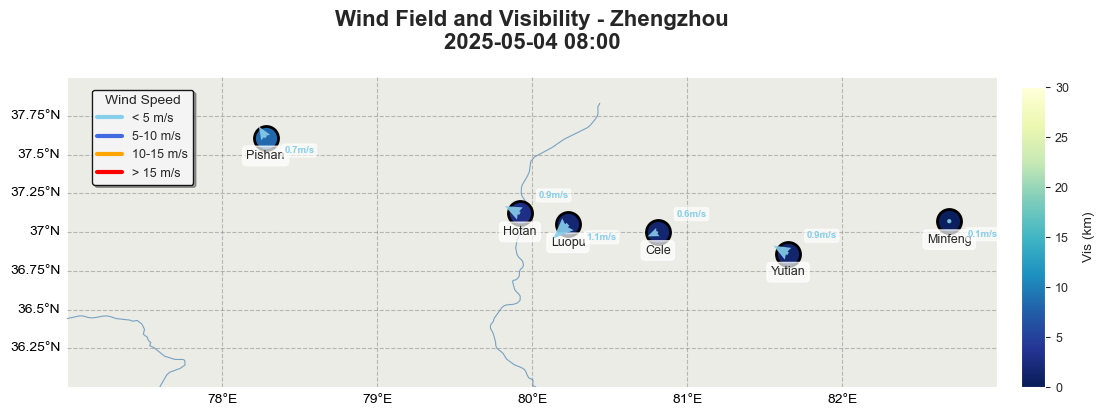 Wind Field and Visibility - Zhengzhou
2025-05-04 08:00
Wind Speed
< 5 m/s
5-10 m/s
10-15 m/s
> 15 m/s
37.75°N
37.5°N
37.25°N
37°N
36.75°N
36.5°N
36.25°N
78°E
79°E
80°E
81°E
82°E
Pishan
0.7m/s
Hotan
0.9m/s
Luopu
1.1m/s
Cele
0.6m/s
Yutian
0.9m/s
Minfeng
0.1m/s
30
25
20
15
10
5
0
Vis (km)